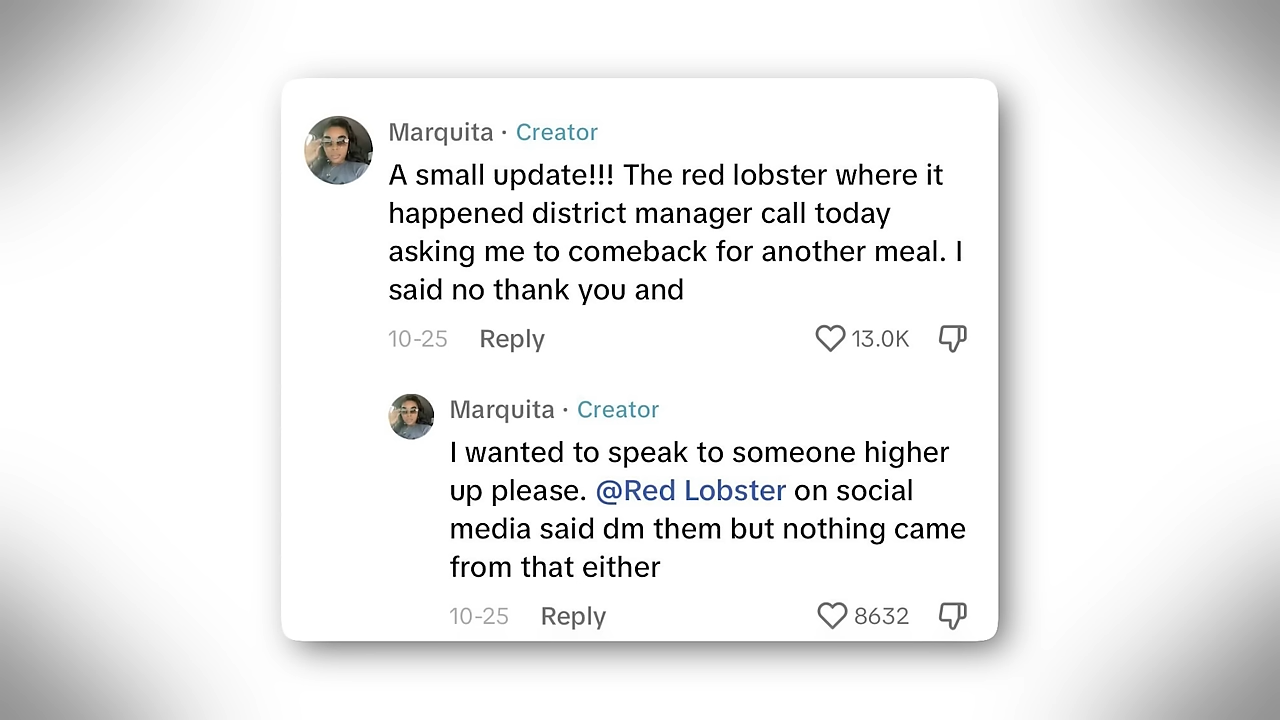 Marquita · Creator
A small update!!! The red lobster where it
happened district manager call today
asking me to comeback for another meal. I
said no thank you and
10-25 Reply 13.0K
Marquita · Creator
I wanted to speak to someone higher
up please. @Red Lobster on social
media said dm them but nothing came
from that either
10-25 Reply 8632